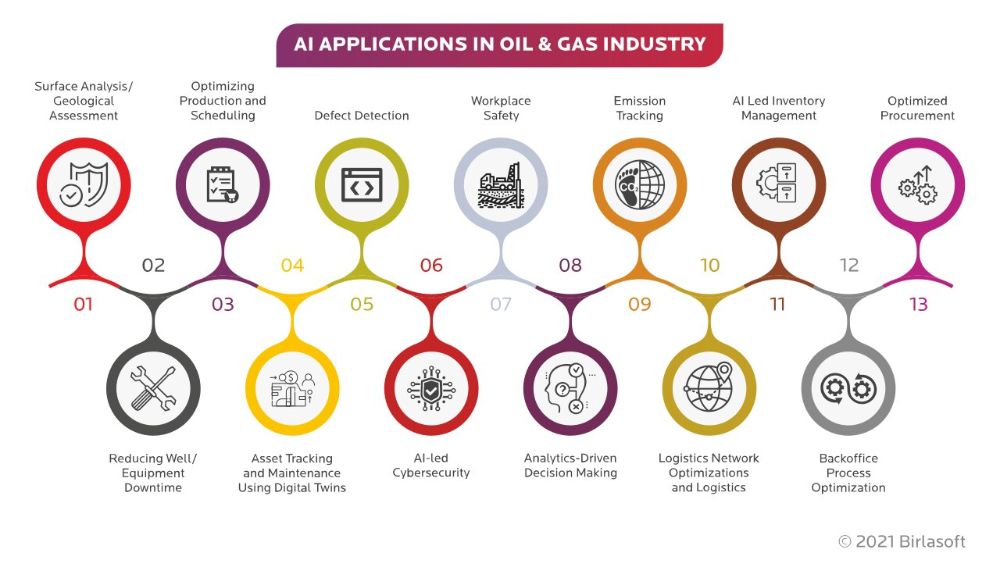 AI APPLICATIONS IN OIL & GAS INDUSTRY
Surface Analysis/
Geological
Assessment
Optimizing
Production and
Scheduling
Defect Detection
Workplace
Safety
Emission
Tracking
AI Led Inventory
Management
Optimized
Procurement
CO2
02
04
06
08
10
12
01
03
05
07
09
11
13
$
?
Reducing Well/
Equipment
Downtime
Asset Tracking
and Maintenance
Using Digital Twins
AI-led
Cybersecurity
Analytics-Driven
Decision Making
Logistics Network
Optimizations
and Logistics
Backoffice
Process
Optimization
© 2021 Birlasoft